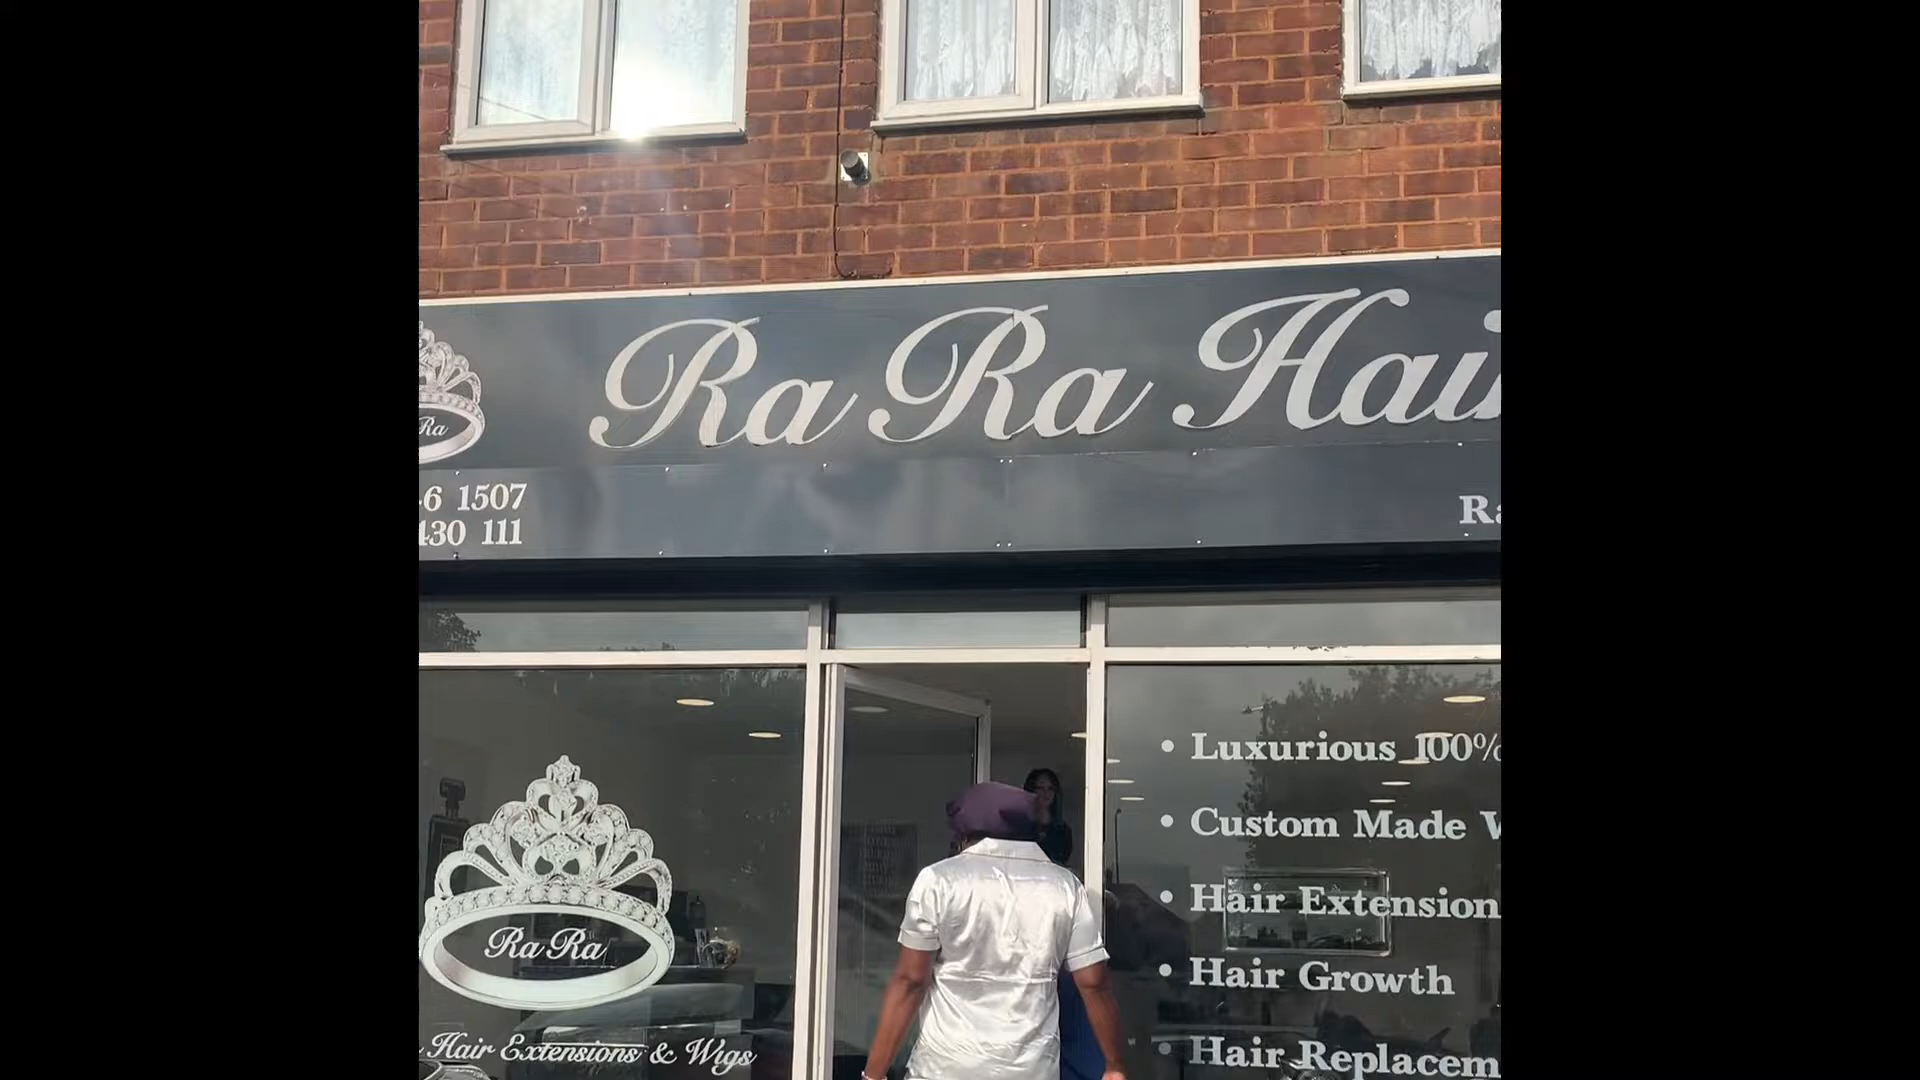 Ra Ra Hai
Ra
6 1507
430 111
Luxurious 100%
Custom Made
Hair Extension
Hair Growth
Hair Replacem
Ra Ra
Hair Extensions & Wigs